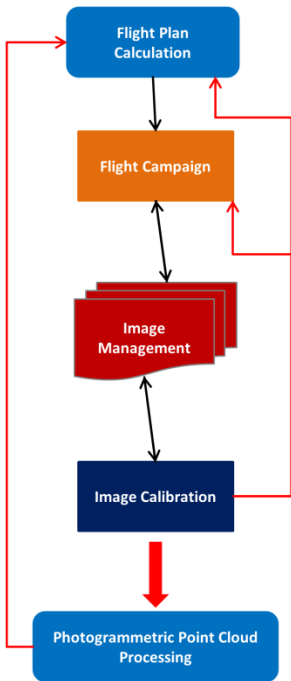 Flight Plan
Calculation
Flight Campaign
Image
Management
Image Calibration
Photogrammetric Point Cloud
Processing